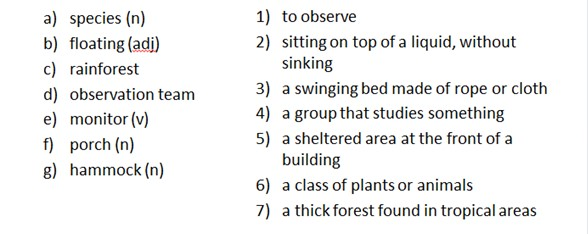 a) species (n)
b) floating (adj)
c) rainforest
d) observation team
e) monitor (v)
f) porch (n)
g) hammock (n)
1) to observe
2) sitting on top of a liquid, without
sinking
3) a swinging bed made of rope or cloth
4) a group that studies something
5) a sheltered area at the front of a
building
6) a class of plants or animals
7) a thick forest found in tropical areas